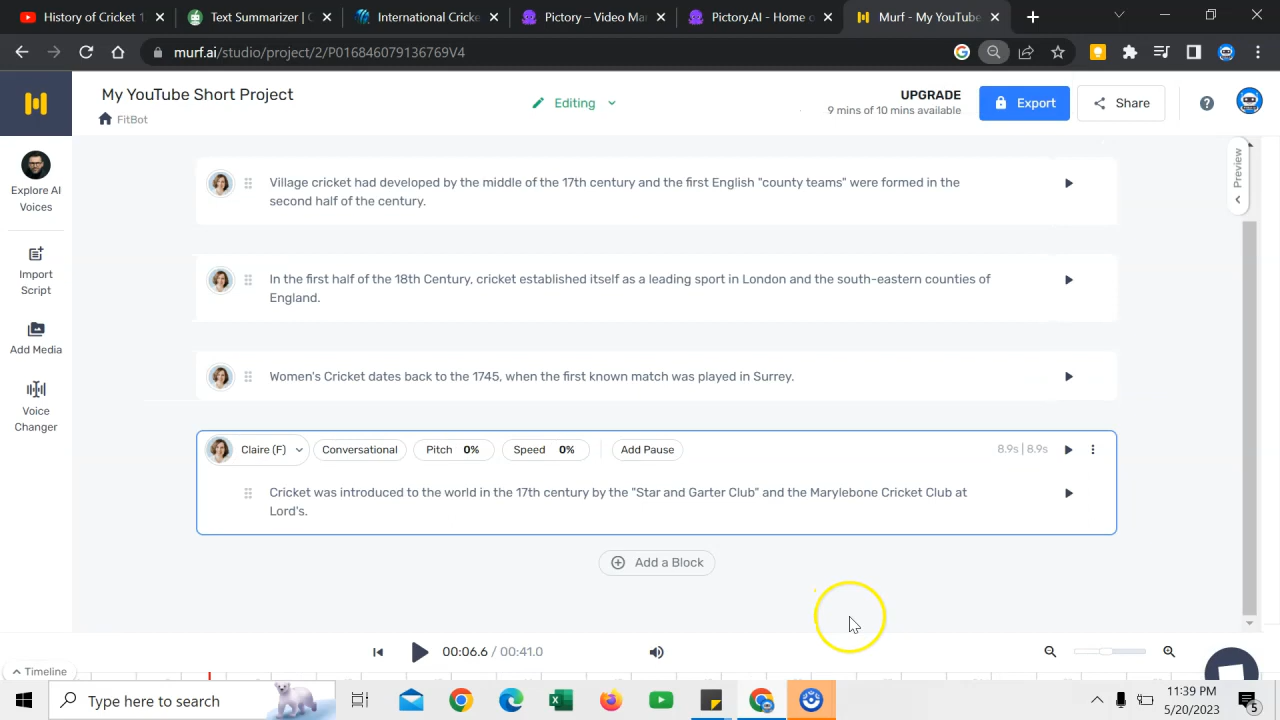 History of Cricket
Text Summarizer | C
International Cricke
Pictory – Video Ma
Pictory.AI - Home
Murf - My YouTube
murf.ai/studio/project/2/P016846079136769V4
My YouTube Short Project
FitBot
Editing
UPGRADE
9 mins of 10 mins available
Export
Share
Explore AI
Voices
Import
Script
Add Media
Voice
Changer
Preview
Village cricket had developed by the middle of the 17th century and the first English "county teams" were formed in the
second half of the century.
In the first half of the 18th Century, cricket established itself as a leading sport in London and the south-eastern counties of
England.
Women's Cricket dates back to the 1745, when the first known match was played in Surrey.
Claire (F)
Conversational
Pitch 0%
Speed 0%
Add Pause
8.9s | 8.9s
Cricket was introduced to the world in the 17th century by the "Star and Garter Club" and the Marylebone Cricket Club at
Lord's.
Add a Block
00:06.6 / 00:41.0
Timeline
Type here to search
11:39 PM
5/20/2023
5